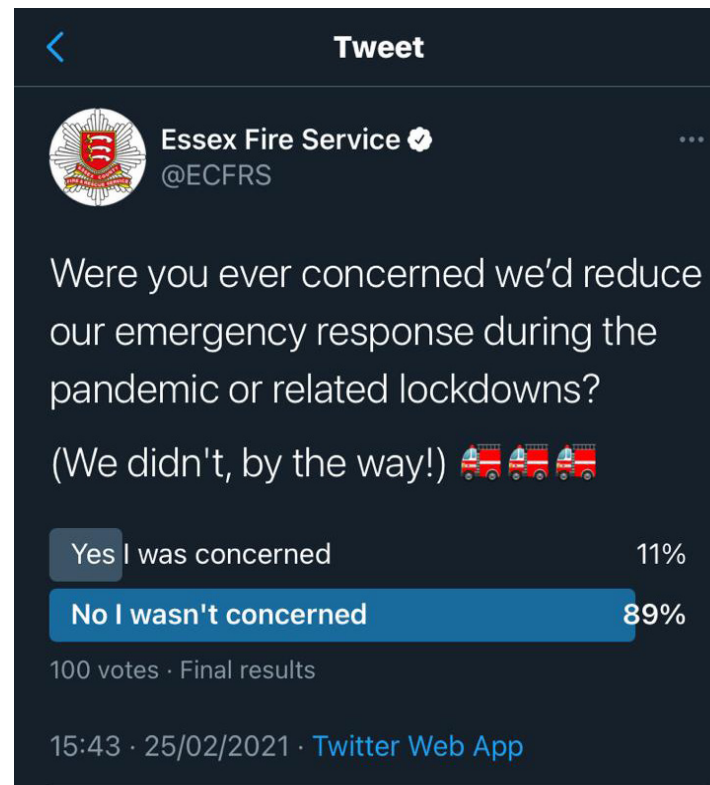 Tweet
Essex Fire Service
@ECFRS
Were you ever concerned we'd reduce
our emergency response during the
pandemic or related lockdowns?
(We didn't, by the way!) 🚒🚒🚒
Yes I was concerned 11%
No I wasn't concerned 89%
100 votes · Final results
15:43 · 25/02/2021 · Twitter Web App